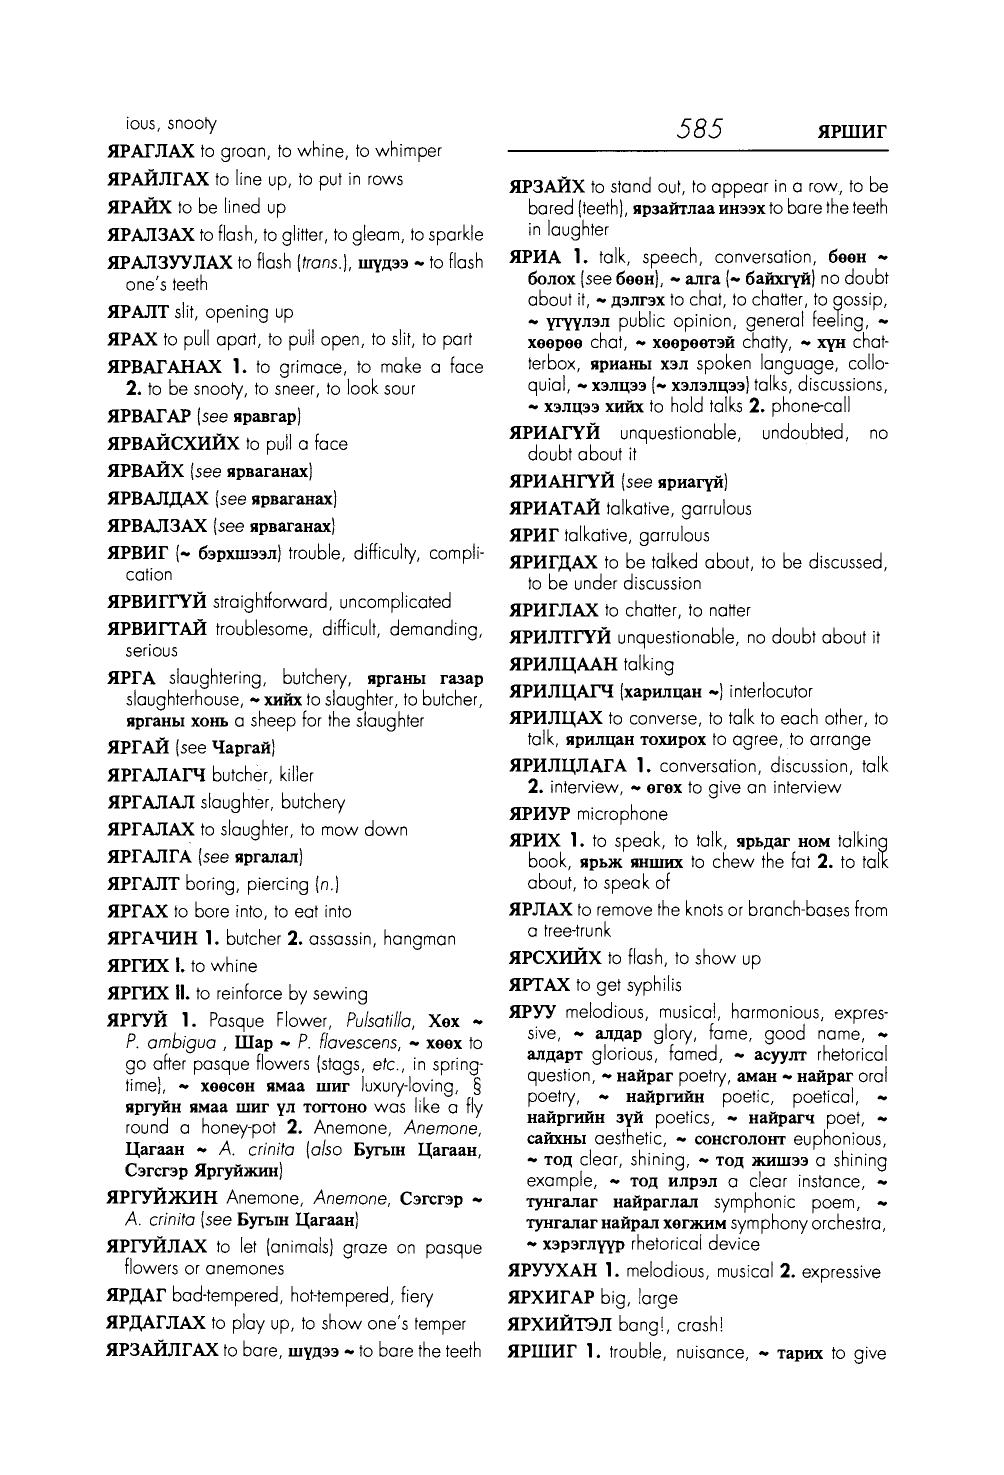 ious, snooty
ЯРАГЛАХ to groan, to whine, to whimper
ЯРАЙЛГАХ to line up, to put in rows
ЯРАЙХ to be lined up
ЯРАЛЗАХ to flash, to glitter, to gleam, to sparkle
ЯРАЛЗУУЛАХ to flash (trans.), шүдээ ~ to flash
one's teeth
ЯРАЛТ slit, opening up
ЯРАХ to pull apart, to pull open, to slit, to part
ЯРВАГАНАХ 1. to grimace, to make a face
2. to be snooty, to sneer, to look sour
ЯРВАГАР (see яравгар)
ЯРВАЙСХИЙХ to pull a face
ЯРВАЙХ (see ярваганах)
ЯРВАЛДАХ (see ярваганах)
ЯРВАЛЗАХ (see ярваганах)
ЯРВИГ (~ бэрхшээл) trouble, difficulty, compli-
cation
ЯРВИГГҮЙ straightforward, uncomplicated
ЯРВИГТАЙ troublesome, difficult, demanding,
serious
ЯРГА slaughtering, butchery, ярганы газар
slaughterhouse, ~ хийх to slaughter, to butcher,
ярганы хонь a sheep for the slaughter
ЯРГАЙ (see Чаргай)
ЯРГАЛАГЧ butcher, killer
ЯРГАЛАЛ slaughter, butchery
ЯРГАЛАХ to slaughter, to mow down
ЯРГАЛГА (see яргалал)
ЯРГАЛТ boring, piercing (n.)
ЯРГАХ to bore into, to eat into
ЯРГАЧИН 1. butcher 2. assassin, hangman
ЯРГИХ I. to whine
ЯРГИХ II. to reinforce by sewing
ЯРГУЙ 1. Pasque Flower, Pulsatilla, Хөх ~
P. ambigua , Шар ~ P. flavescens, ~ хөөх to
go after pasque flowers (stags, etc., in spring-
time), ~ хөөсөн ямаа шиг luxury-loving, §
яргуйн ямаа шиг үл тогтоно was like a fly
round a honey-pot 2. Anemone, Anemone,
Цагаан ~ A. crinita (also Бугын Цагаан,
Сэгсгэр Яргуйжин)
ЯРГУЙЖИН Anemone, Anemone, Сэгсгэр ~
A. crinita (see Бугын Цагаан)
ЯРГУЙЛАХ to let (animals) graze on pasque
flowers or anemones
ЯРДАГ bad-tempered, hot-tempered, fiery
ЯРДАГЛАХ to play up, to show one's temper
ЯРЗАЙЛГАХ to bare, шүдээ ~ to bare the teeth
585 ЯРШИГ
ЯРЗАЙХ to stand out, to appear in a row, to be
bared (teeth), ярзайтлаа инээх to bare the teeth
in laughter
ЯРИА 1. talk, speech, conversation, бөөн ~
болох (see бөөн), ~ алга (~ байхгүй) no doubt
about it, ~ дэлгэх to chat, to chatter, to gossip,
~ үгүүлэл public opinion, general feeling, ~
хөөрөө chat, ~ хөөрөөтэй chatty, ~ хүн chat-
terbox, ярианы хэл spoken language, collo-
quial, ~ хэлцээ (~ хэлэлцээ) talks, discussions,
~ хэлцээ хийх to hold talks 2. phone-call
ЯРИАГҮЙ unquestionable, undoubted, no
doubt about it
ЯРИАНГҮЙ (see яриагүй)
ЯРИАТАЙ talkative, garrulous
ЯРИГ talkative, garrulous
ЯРИГДАХ to be talked about, to be discussed,
to be under discussion
ЯРИГЛАХ to chatter, to natter
ЯРИЛТГҮЙ unquestionable, no doubt about it
ЯРИЛЦААН talking
ЯРИЛЦАГЧ (харилцан ~) interlocutor
ЯРИЛЦАХ to converse, to talk to each other, to
talk, ярилцан тохирох to agree, to arrange
ЯРИЛЦЛАГА 1. conversation, discussion, talk
2. interview, ~ өгөх to give an interview
ЯРИУР microphone
ЯРИХ 1. to speak, to talk, ярьдаг ном talking
book, ярьж янших to chew the fat 2. to talk
about, to speak of
ЯРЛАХ to remove the knots or branch-bases from
a tree-trunk
ЯРСХИЙХ to flash, to show up
ЯРТАХ to get syphilis
ЯРУУ melodious, musical, harmonious, expres-
sive, ~ алдар glory, fame, good name, ~
алдарт glorious, famed, ~ асуулт rhetorical
question, ~ найраг poetry, аман ~ найраг oral
poetry, ~ найргийн poetic, poetical, ~
найргийн зүй poetics, ~ найрагч poet, ~
сайхны aesthetic, ~ сонсголонт euphonious,
~ тод clear, shining, ~ тод жишээ a shining
example, ~ тод илрэл a clear instance, ~
тунгалаг найраглал symphonic poem, ~
тунгалаг найрал хөгжим symphony orchestra,
~ хэрэглүүр rhetorical device
ЯРУУХАН 1. melodious, musical 2. expressive
ЯРХИГАР big, large
ЯРХИЙТЭЛ bang!, crash!
ЯРШИГ 1. trouble, nuisance, ~ тарих to give